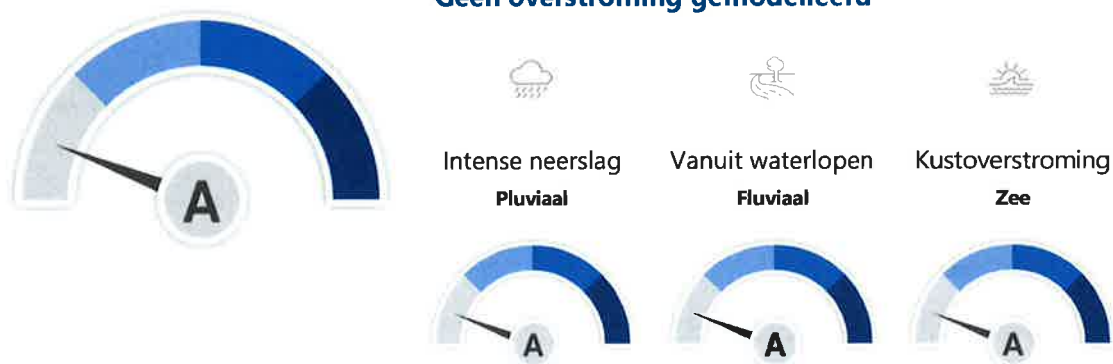 Geen overstroming gemodelleerd
A
Intense neerslag
Pluviaal
Vanuit waterlopen
Fluviaal
Kustoverstroming
Zee
A
A
A